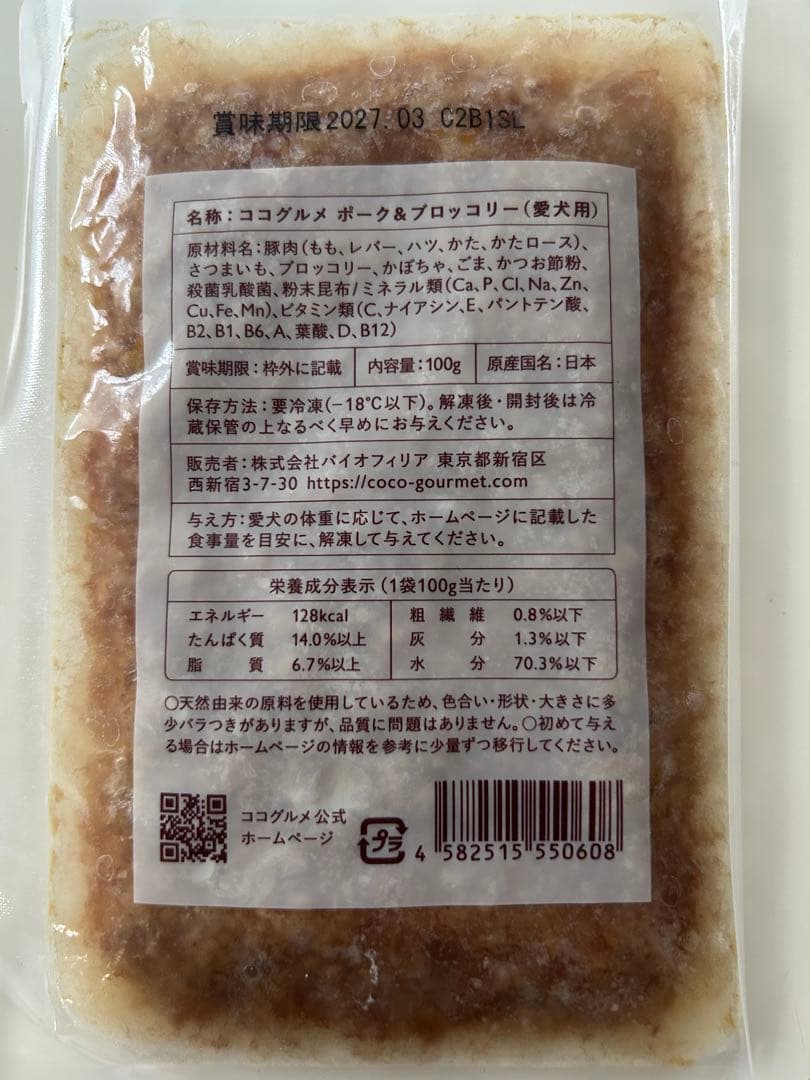 賞味期限2027.03 C2B1SL
名称：ココグルメ ポーク&ブロッコリー（愛犬用）
原材料名：豚肉（もも、レバー、ハツ、かた、かたロース）、
さつまいも、ブロッコリー、かぼちゃ、ごま、かつお節粉、
殺菌乳酸菌、粉末昆布/ミネラル類（Ca、P、Cl、Na、Zn、
Cu、Fe、Mn）、ビタミン類（C、ナイアシン、E、パントテン酸、
B2、B1、B6、A、葉酸、D、B12）
賞味期限：枠外に記載 内容量：100g 原産国名：日本
保存方法：要冷凍（−18℃以下）。解凍後・開封後は冷
蔵保管の上なるべく早めにお与えください。
販売者：株式会社バイオフィリア 東京都新宿区
西新宿3-7-30 https://coco-gourmet.com
与え方：愛犬の体重に応じて、ホームページに記載した
食事量を目安に、解凍して与えてください。
栄養成分表示（1袋100g当たり）
エネルギー 128kcal 粗繊維 0.8%以下
たんぱく質 14.0%以上 灰分 1.3%以下
脂質 6.7%以上 水分 70.3%以下
〇天然由来の原料を使用しているため、色合い・形状・大きさに多
少バラつきがありますが、品質に問題はありません。〇初めて与え
る場合はホームページの情報を参考に少量ずつ移行してください。
ココグルメ公式
ホームページ
プラ
4 582515 550608